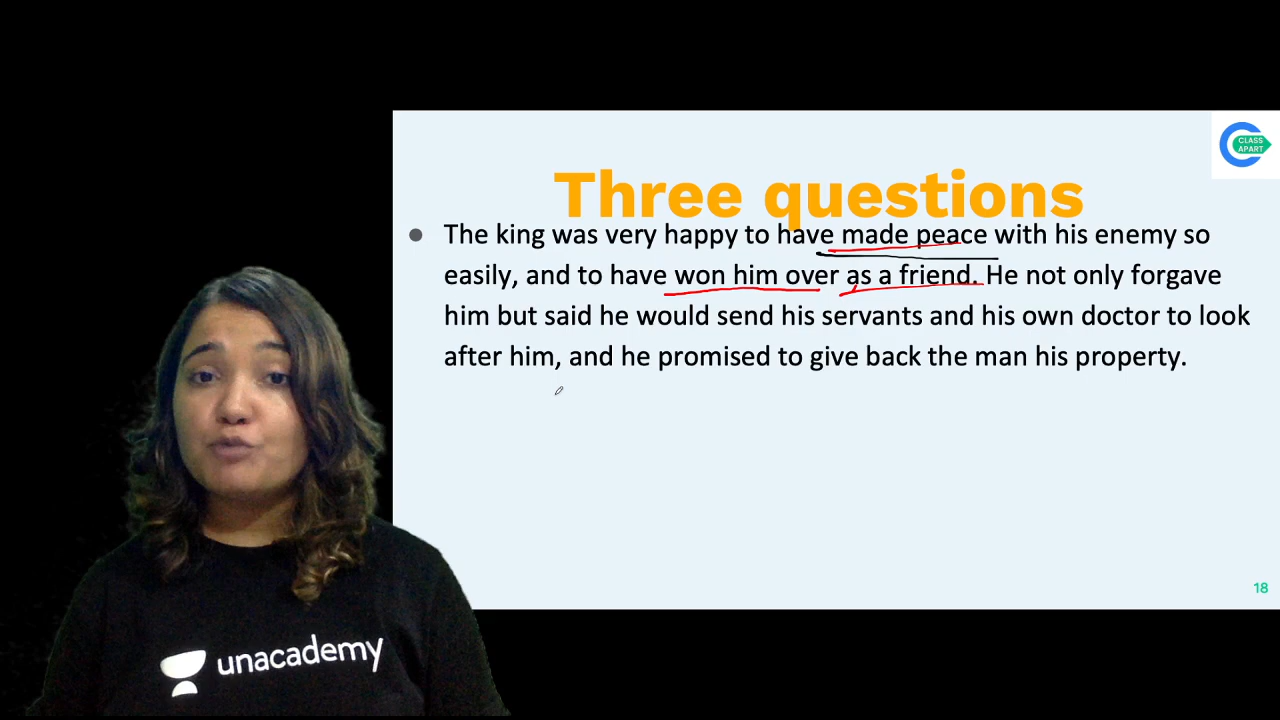 CLASS
APART
Three questions
● The king was very happy to have made peace with his enemy so
easily, and to have won him over as a friend. He not only forgave
him but said he would send his servants and his own doctor to look
after him, and he promised to give back the man his property.
18
unacademy